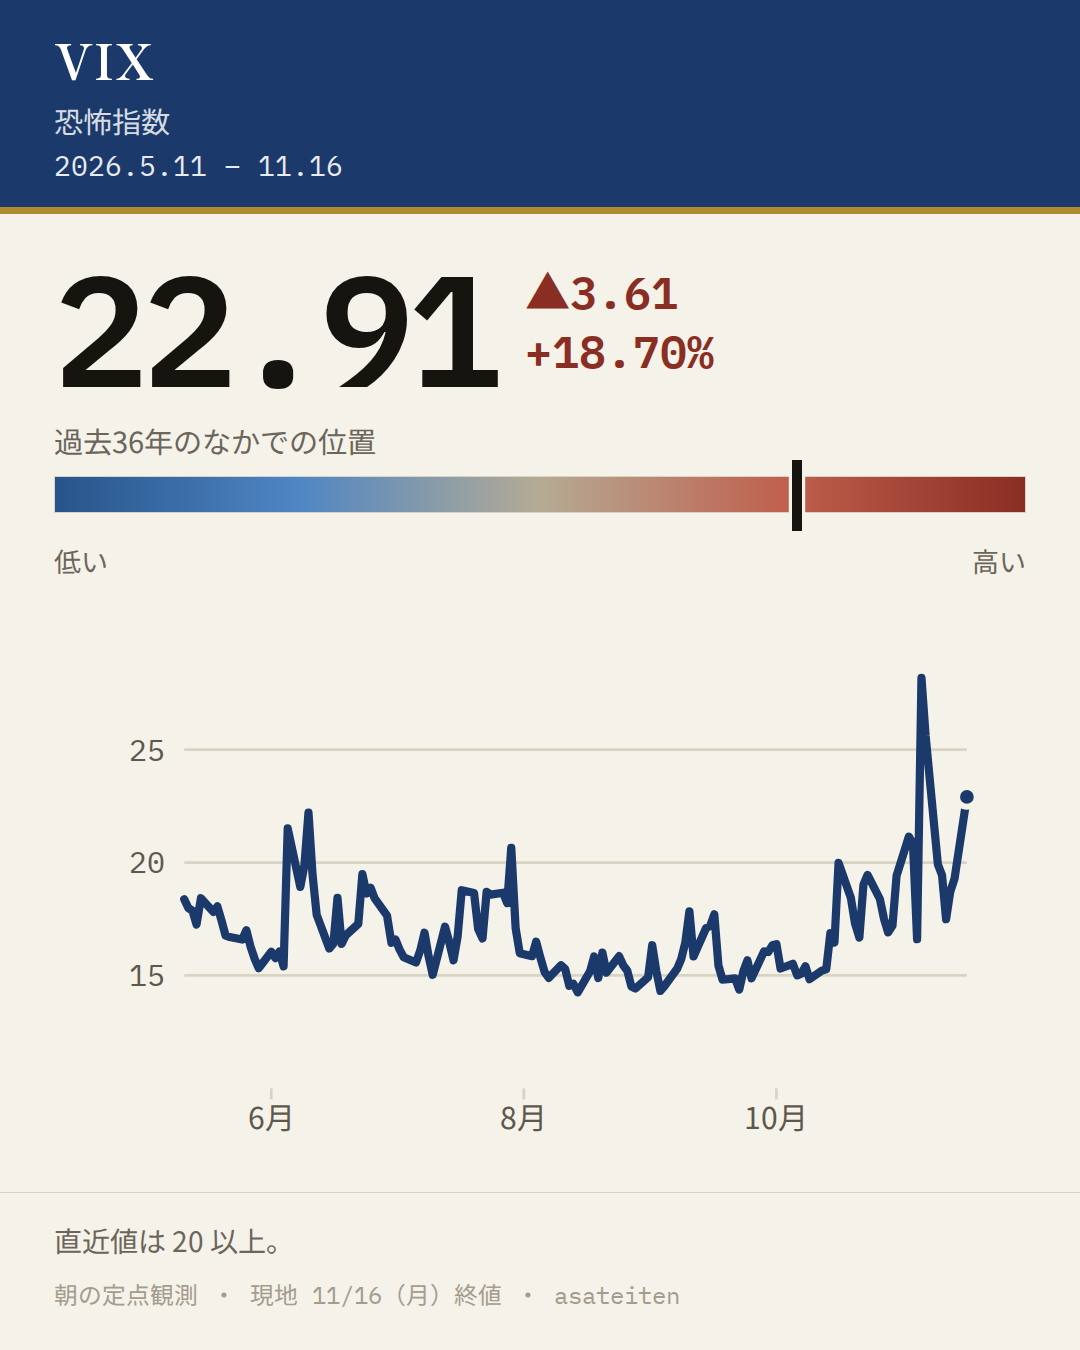 VIX
恐怖指数
2026.5.11 – 11.16
22.91
▲3.61
+18.70%
過去36年のなかでの位置
低い
高い
25
20
15
6月
8月
10月
直近値は 20 以上。
朝の定点観測 ・ 現地 11/16（月）終値 ・ asateiten